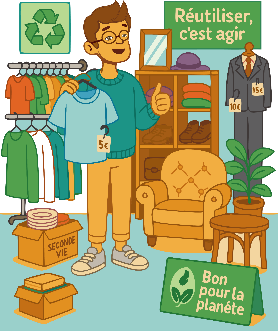 Réutiliser,
c'est agir
15€
10€
5€
SECONDE
VIE
Bon
pour la
planète